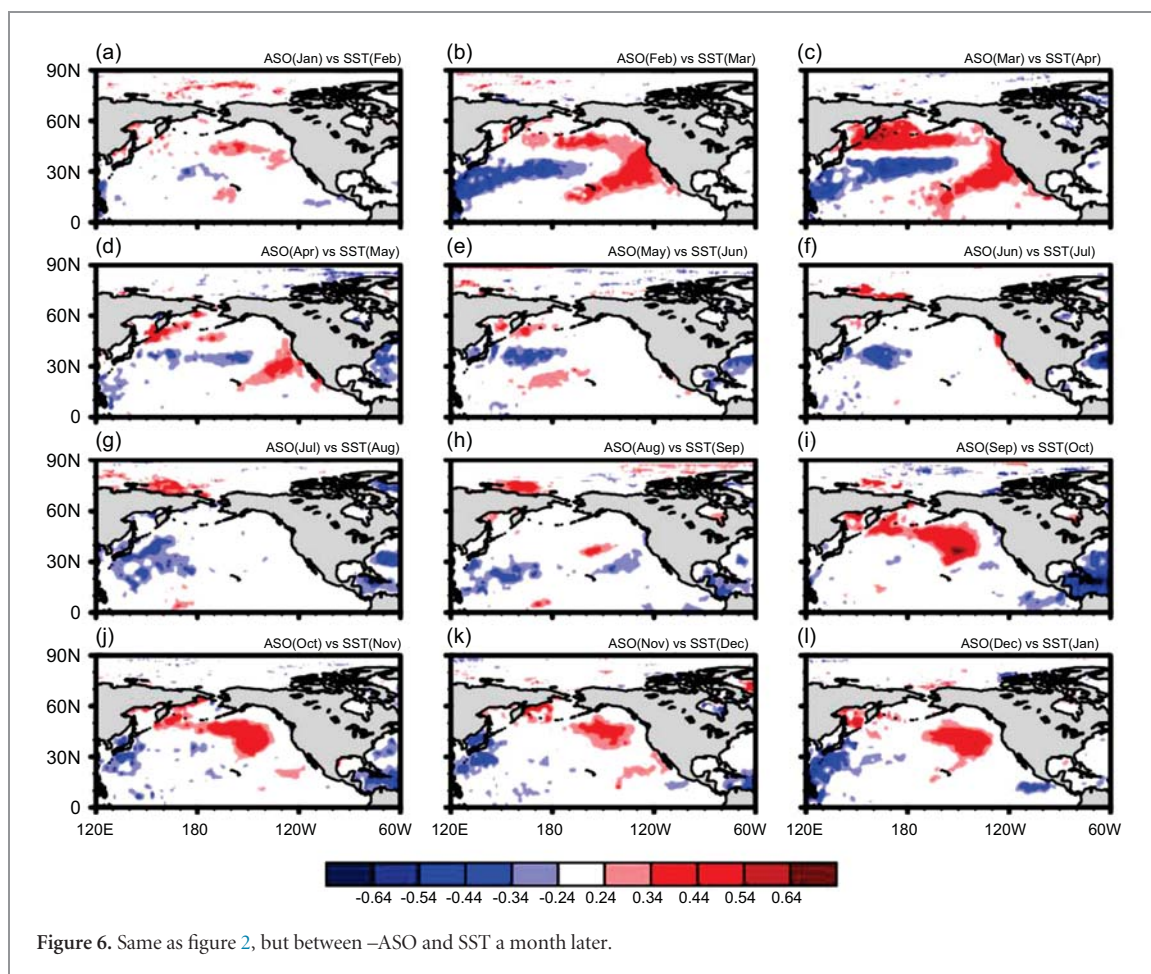 (a) ASO(Jan) vs SST(Feb)
(b) ASO(Feb) vs SST(Mar)
(c) ASO(Mar) vs SST(Apr)
90N
60N
30N
0
(d) ASO(Apr) vs SST(May)
(e) ASO(May) vs SST(Jun)
(f) ASO(Jun) vs SST(Jul)
90N
60N
30N
0
(g) ASO(Jul) vs SST(Aug)
(h) ASO(Aug) vs SST(Sep)
(i) ASO(Sep) vs SST(Oct)
90N
60N
30N
0
(j) ASO(Oct) vs SST(Nov)
(k) ASO(Nov) vs SST(Dec)
(l) ASO(Dec) vs SST(Jan)
90N
60N
30N
0
120E 180 120W 60W
120E 180 120W 60W
120E 180 120W 60W
-0.64 -0.54 -0.44 -0.34 -0.24 0.24 0.34 0.44 0.54 0.64
Figure 6. Same as figure 2, but between –ASO and SST a month later.